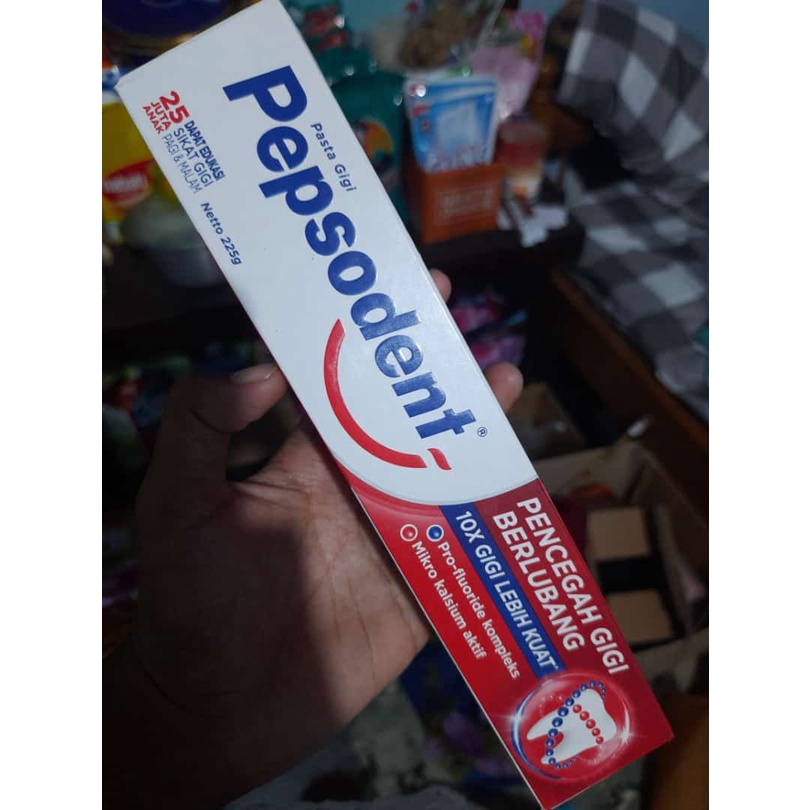 Pasta Gigi
Pepsodent®
25
JUTA
ANAK
DAPAT EDUKASI
SIKAT GIGI
PAGI & MALAM
Netto 225g
PENCEGAH GIGI
BERLUBANG
10X GIGI LEBIH KUAT*
Pro-fluoride kompleks
Mikro kalsium aktif